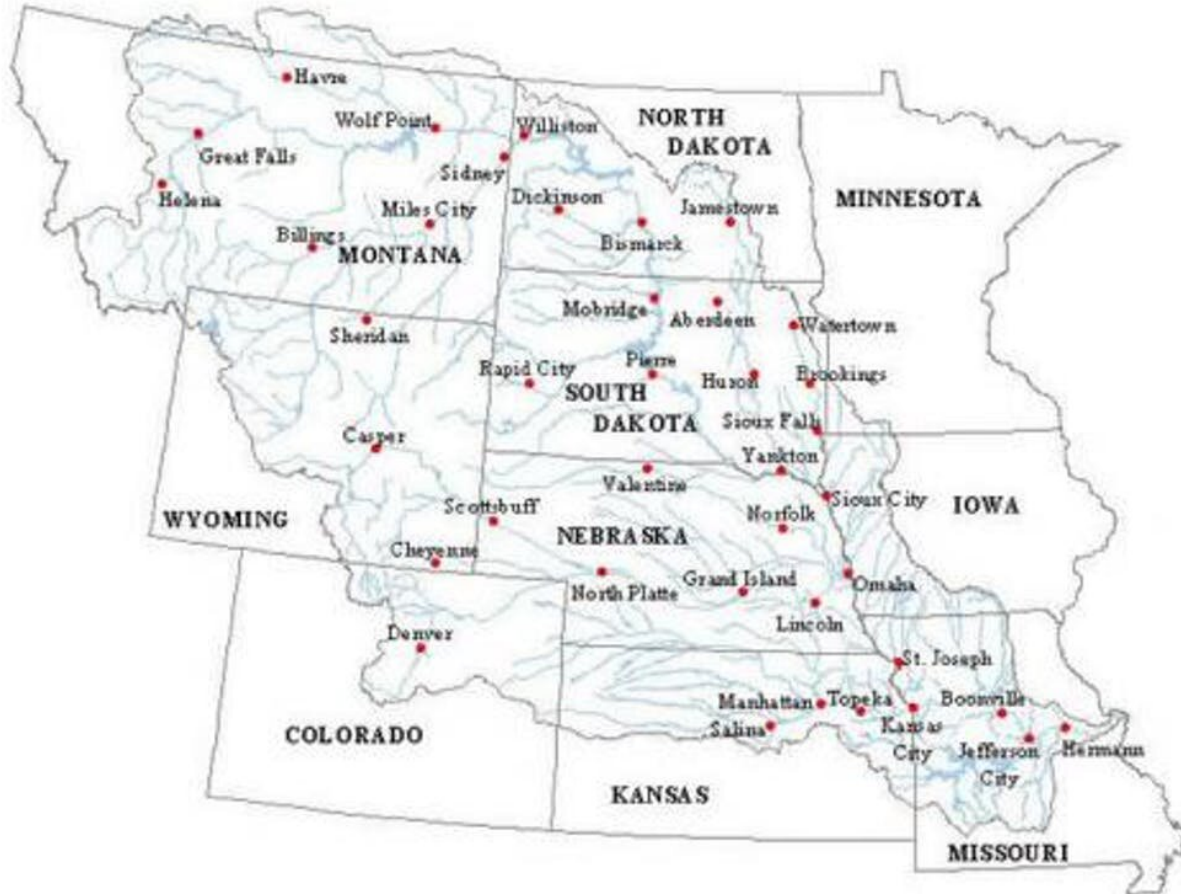 Havre
Wolf Point
Williston
NORTH
DAKOTA
Great Falls
Sidney
MINNESOTA
Helena
Dickinson
Jamestown
Miles City
Billings
MONTANA
Bismarck
Mobridge
Aberdeen
Watertown
Sheridan
Rapid City
Pierre
Huron
Brookings
SOUTH
DAKOTA
Sioux Fall
Casper
Yankton
Valentine
Sioux City
Scottsbuff
Norfolk
IOWA
WYOMING
NEBRASKA
Cheyenne
North Platte
Grand Island
Omaha
Lincoln
Denver
St. Joseph
Manhattan
Topeka
Boonville
Salina
Kansas
City
Jefferson
City
Hermann
COLORADO
KANSAS
MISSOURI